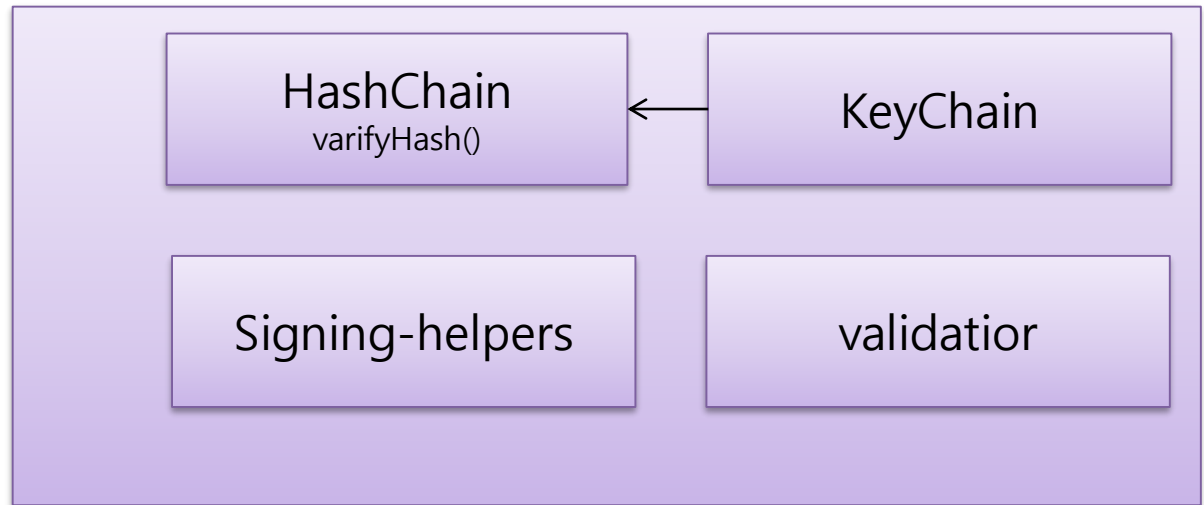 HashChain
varifyHash()
KeyChain
Signing-helpers
validatior